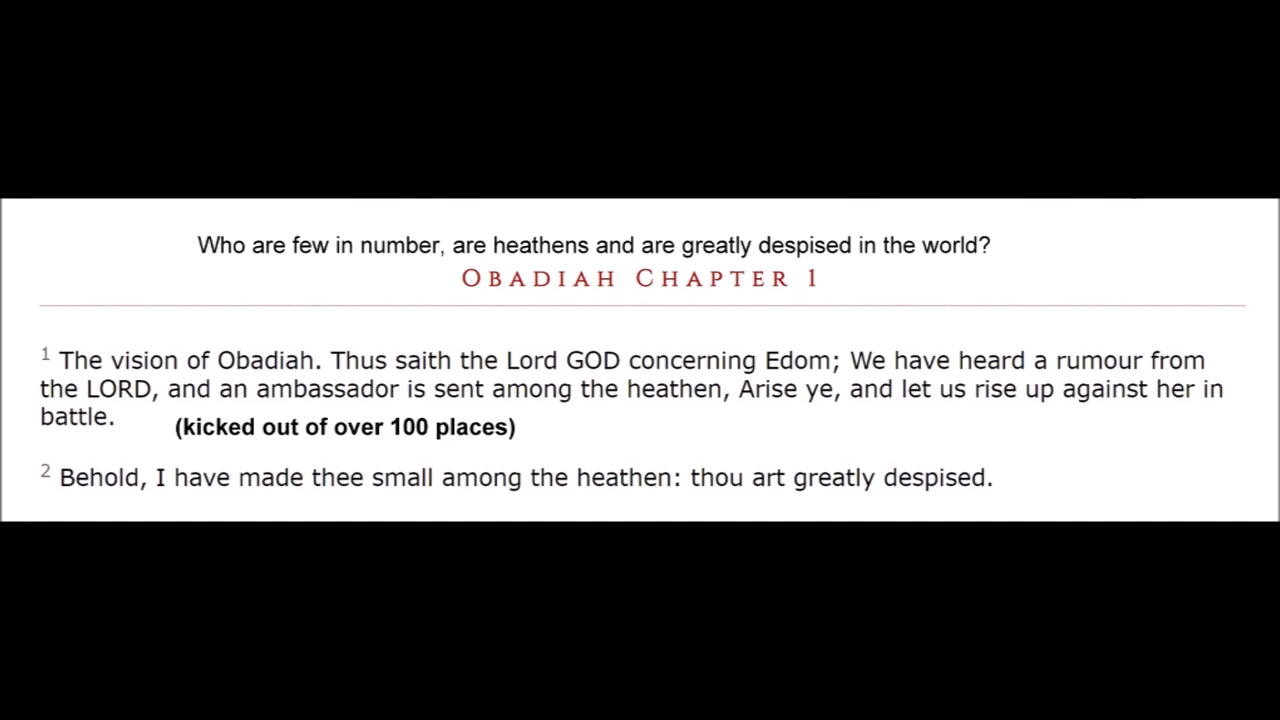 Who are few in number, are heathens and are greatly despised in the world?
OBADIAH CHAPTER 1
1 The vision of Obadiah. Thus saith the Lord GOD concerning Edom; We have heard a rumour from
the LORD, and an ambassador is sent among the heathen, Arise ye, and let us rise up against her in
battle.
(kicked out of over 100 places)
2 Behold, I have made thee small among the heathen: thou art greatly despised.